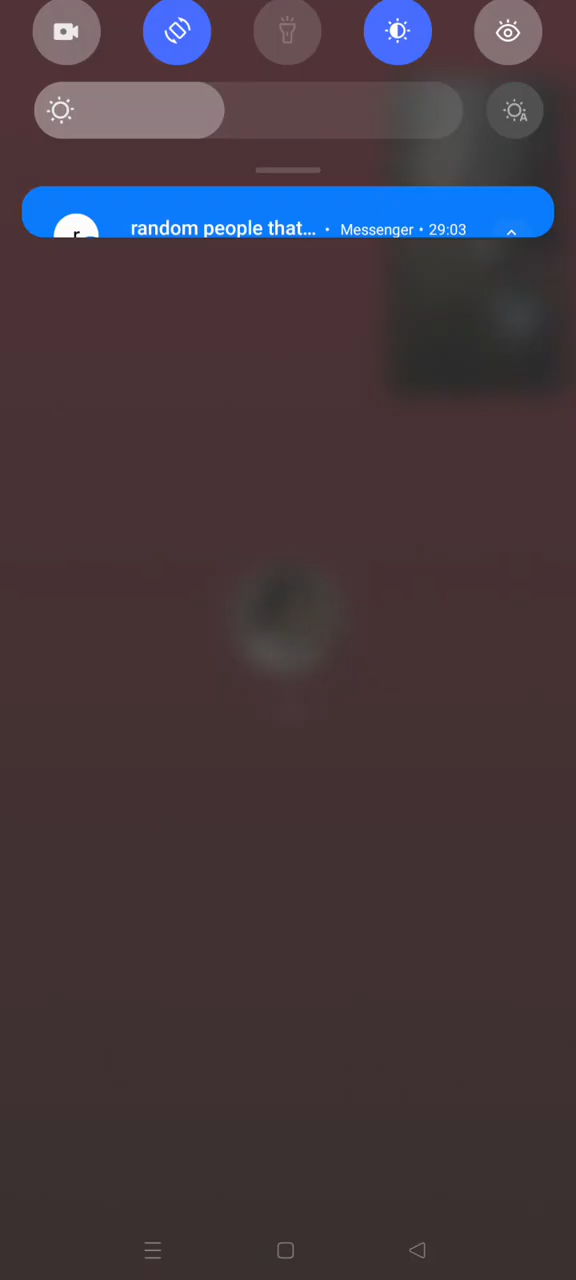 random people that... • Messenger • 29:03
r